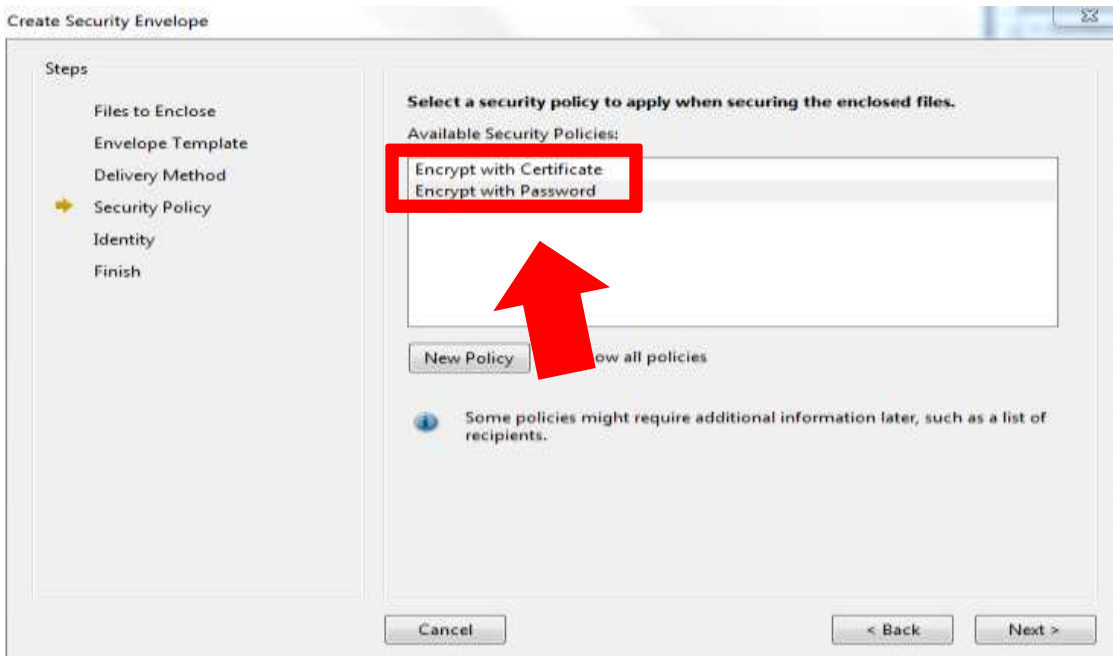 Create Security Envelope
Steps
Files to Enclose
Envelope Template
Delivery Method
Security Policy
Identity
Finish
Select a security policy to apply when securing the enclosed files.
Available Security Policies:
Encrypt with Certificate
Encrypt with Password
New Policy
all policies
Some policies might require additional information later, such as a list of
recipients.
Cancel
< Back
Next >